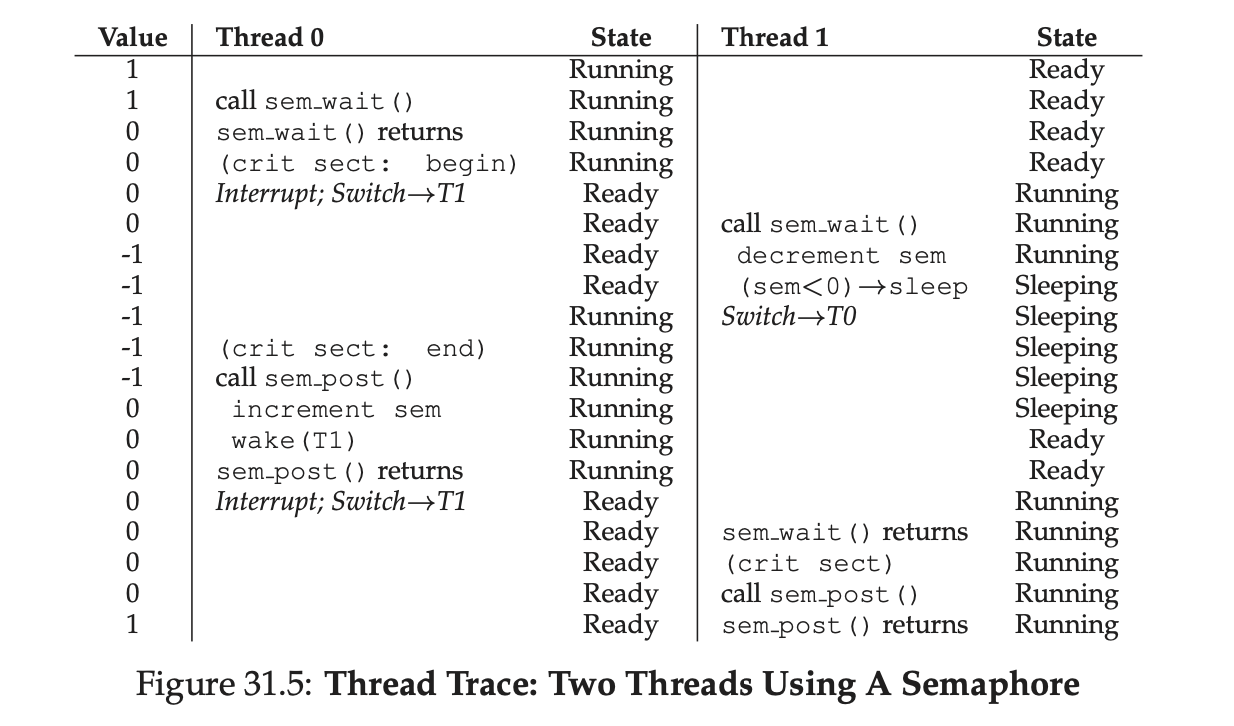 Value Thread 0 State Thread 1 State
1 Running Ready
1 call sem_wait() Running Ready
0 sem_wait() returns Running Ready
0 (crit sect: begin) Running Ready
0 Interrupt; Switch→T1 Ready Running
0 Ready call sem_wait() Running
-1 Ready decrement sem Running
-1 Ready (sem<0)→sleep Sleeping
-1 Running Switch→T0 Sleeping
-1 (crit sect: end) Running Sleeping
-1 call sem_post() Running Sleeping
0 increment sem Running Sleeping
0 wake(T1) Running Ready
0 sem_post() returns Running Ready
0 Interrupt; Switch→T1 Ready Running
0 Ready sem_wait() returns Running
0 Ready (crit sect) Running
0 Ready call sem_post() Running
1 Ready sem_post() returns Running
Figure 31.5: Thread Trace: Two Threads Using A Semaphore